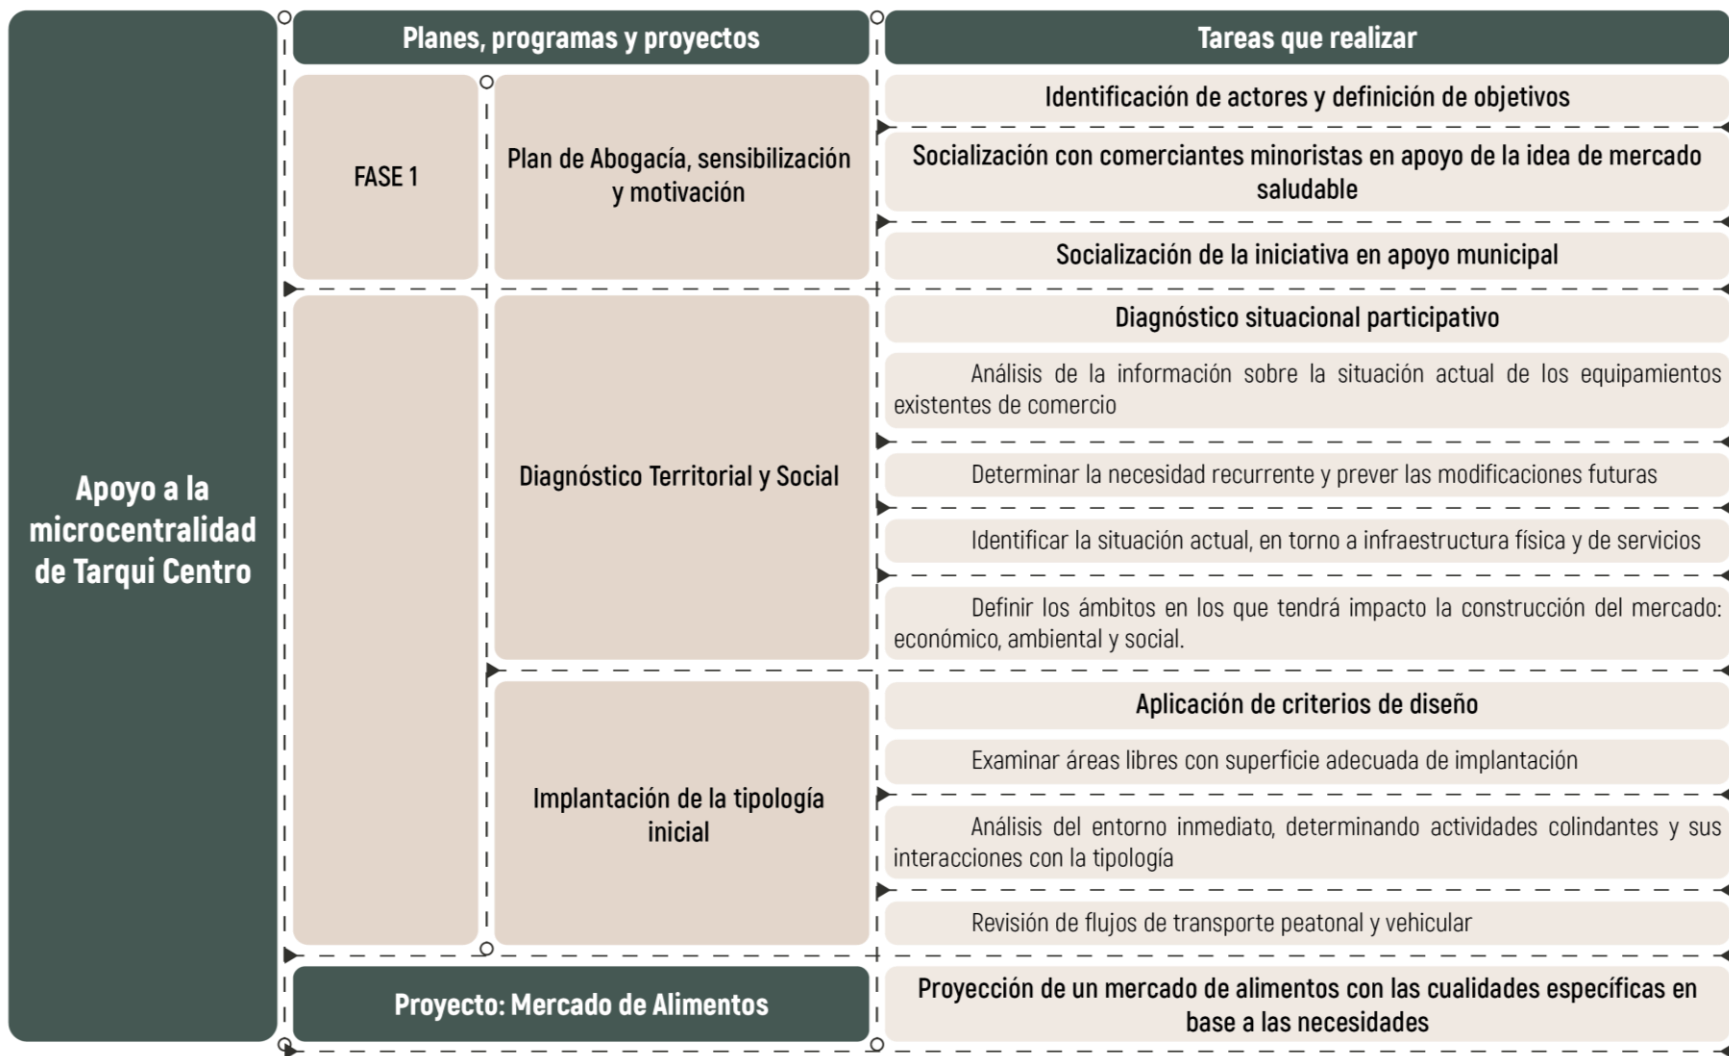 Apoyo a la
microcentralidad
de Tarqui Centro
Planes, programas y proyectos
Tareas que realizar
FASE 1
Plan de Abogacía, sensibilización
y motivación
Identificación de actores y definición de objetivos
Socialización con comerciantes minoristas en apoyo de la idea de mercado
saludable
Socialización de la iniciativa en apoyo municipal
Diagnóstico Territorial y Social
Diagnóstico situacional participativo
Análisis de la información sobre la situación actual de los equipamientos
existentes de comercio
Determinar la necesidad recurrente y prever las modificaciones futuras
Identificar la situación actual, en torno a infraestructura física y de servicios
Definir los ámbitos en los que tendrá impacto la construcción del mercado:
económico, ambiental y social.
Implantación de la tipología
inicial
Aplicación de criterios de diseño
Examinar áreas libres con superficie adecuada de implantación
Análisis del entorno inmediato, determinando actividades colindantes y sus
interacciones con la tipología
Revisión de flujos de transporte peatonal y vehicular
Proyecto: Mercado de Alimentos
Proyección de un mercado de alimentos con las cualidades específicas en
base a las necesidades